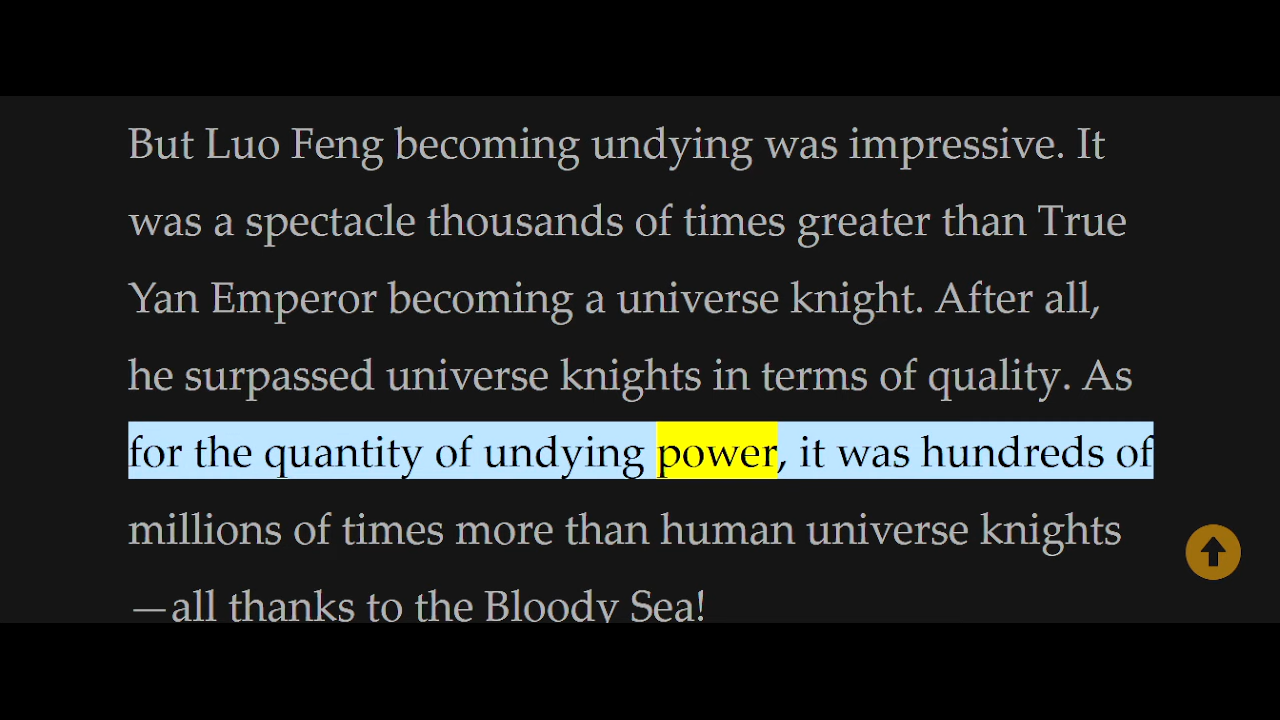 But Luo Feng becoming undying was impressive. It
was a spectacle thousands of times greater than True
Yan Emperor becoming a universe knight. After all,
he surpassed universe knights in terms of quality. As
for the quantity of undying power, it was hundreds of
millions of times more than human universe knights
—all thanks to the Bloody Sea!